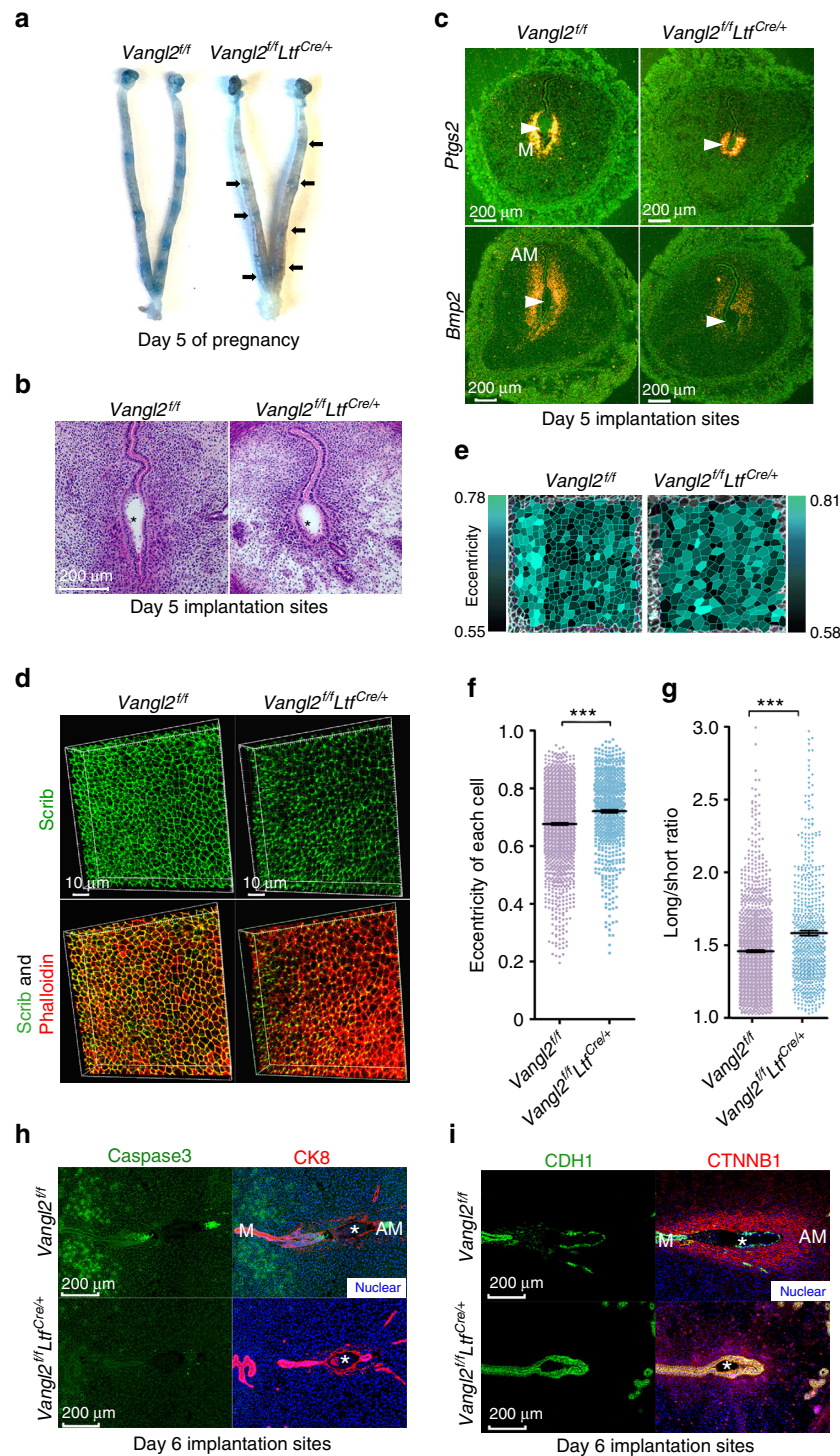 a
Vangl2f/f Vangl2f/fLtfCre/+
Day 5 of pregnancy
b
Vangl2f/f Vangl2f/fLtfCre/+
*
*
200 μm
Day 5 implantation sites
c
Vangl2f/f Vangl2f/fLtfCre/+
Ptgs2
M
200 μm
200 μm
Bmp2
AM
200 μm
200 μm
Day 5 implantation sites
d
Vangl2f/f Vangl2f/fLtfCre/+
Scrib
10 μm
10 μm
Scrib and
Phalloidin
e
Vangl2f/f Vangl2f/fLtfCre/+
0.78
Eccentricity
0.55
0.81
0.58
f
***
1.0
0.8
0.6
0.4
0.2
0
Eccentricity of each cell
Vangl2f/f
Vangl2f/fLtfCre/+
g
***
3.0
2.5
2.0
1.5
1.0
Long/short ratio
Vangl2f/f
Vangl2f/fLtfCre/+
h
Caspase3 CK8
Vangl2f/f
M * AM
200 μm
Nuclear
Vangl2f/fLtfCre/+
*
200 μm
Day 6 implantation sites
i
CDH1 CTNNB1
Vangl2f/f
M * AM
200 μm
Nuclear
Vangl2f/fLtfCre/+
*
200 μm
Day 6 implantation sites